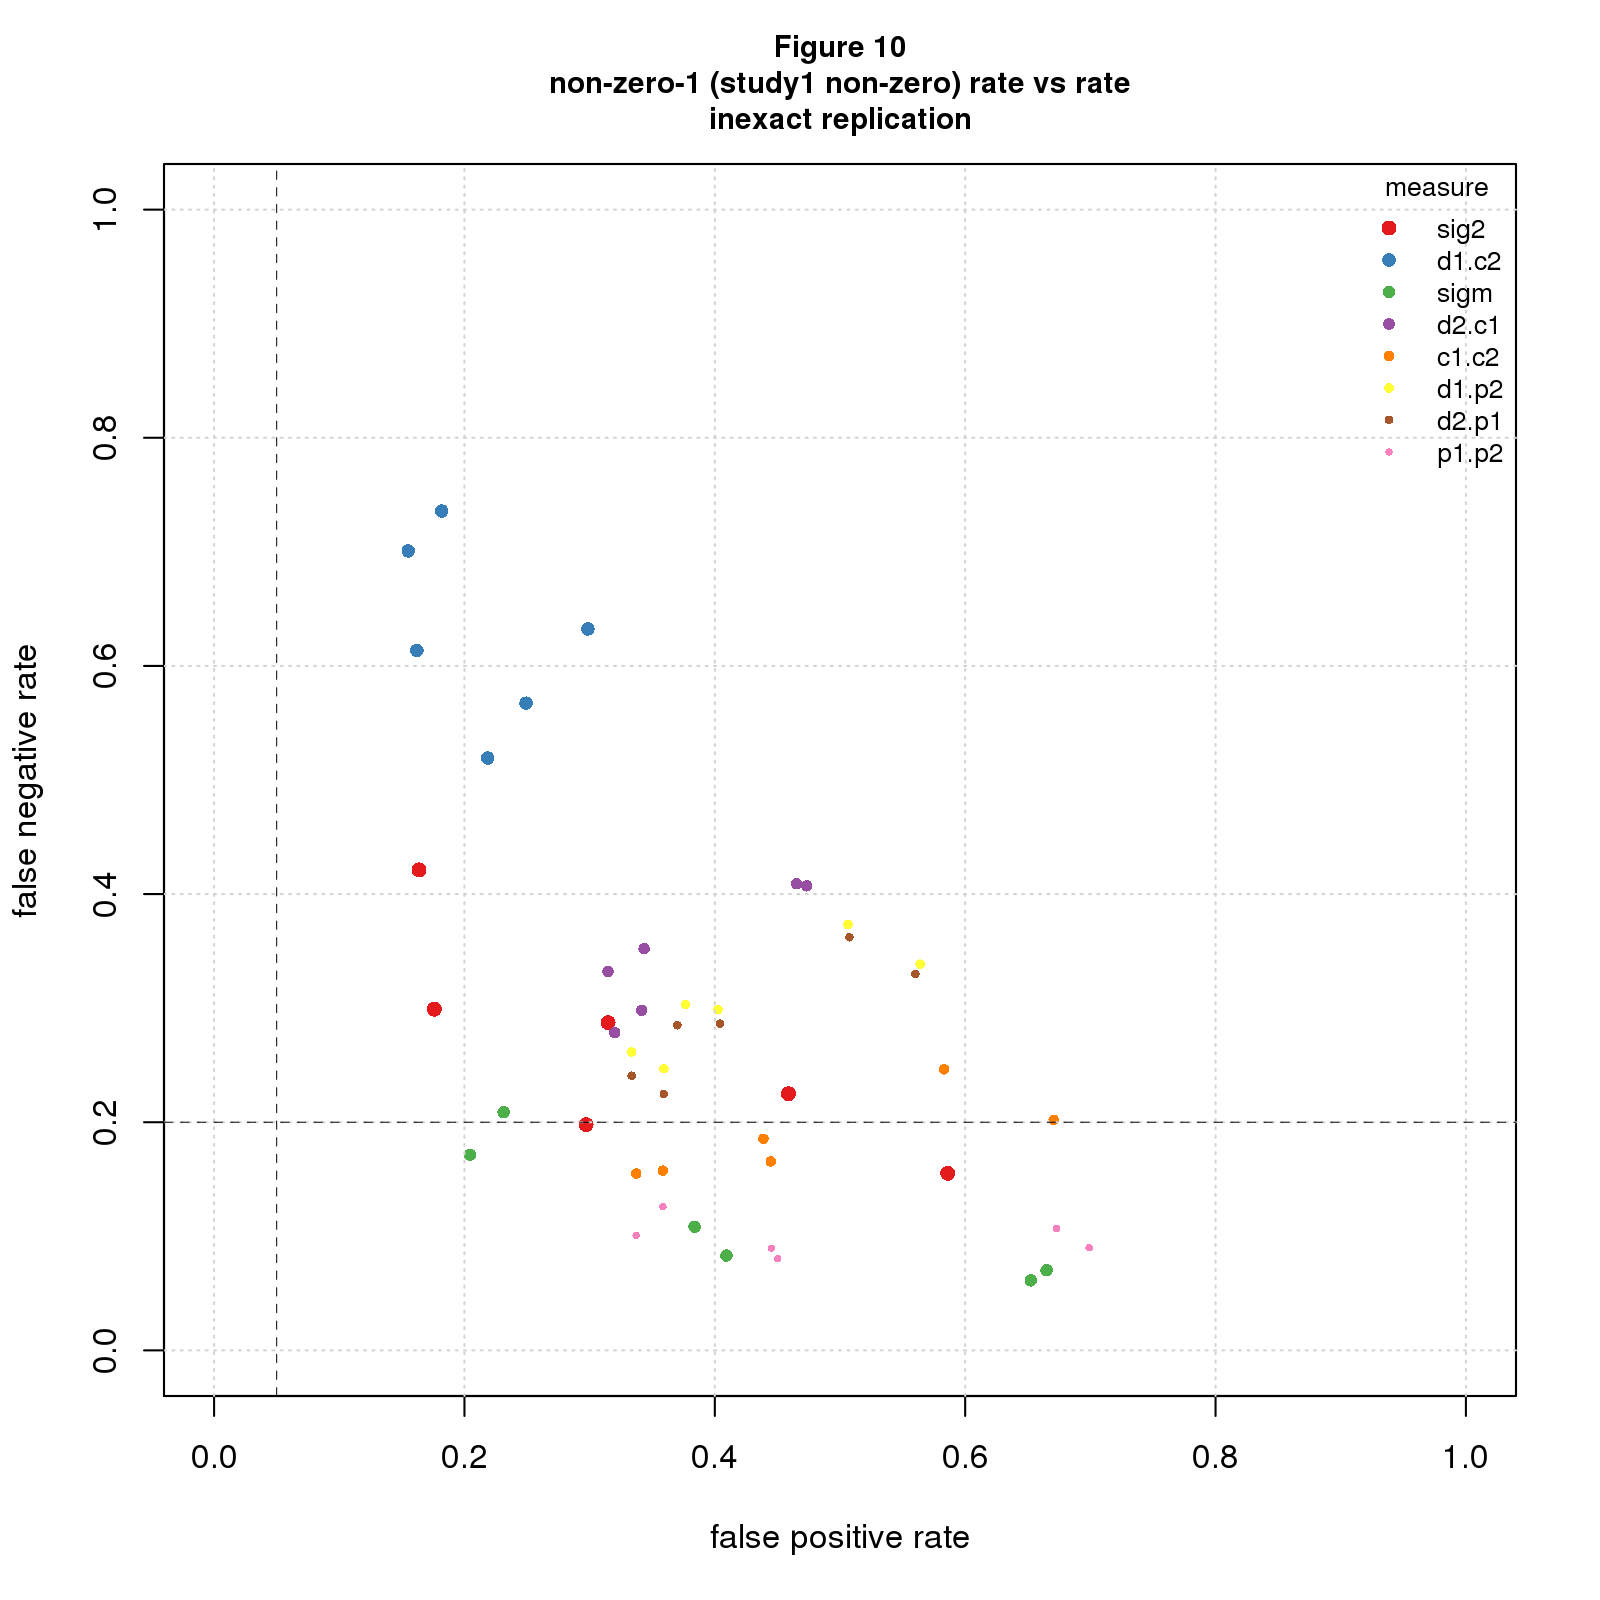 Figure 10
non-zero-1 (study1 non-zero) rate vs rate
inexact replication
measure
sig2
d1.c2
sigm
d2.c1
c1.c2
d1.p2
d2.p1
p1.p2
false negative rate
1.0
0.8
0.6
0.4
0.2
0.0
0.0 0.2 0.4 0.6 0.8 1.0
false positive rate